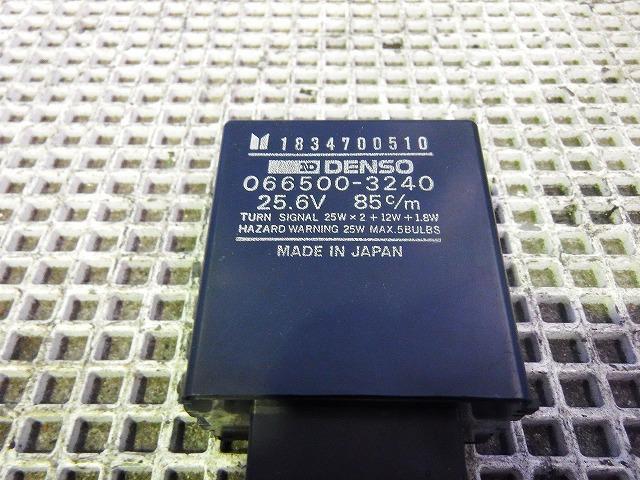 1834700510
DENSO
066500-3240
25.6V 85c/m
TURN SIGNAL 25W×2+12W+1.8W
HAZARD WARNING 25W MAX.5BULBS
MADE IN JAPAN